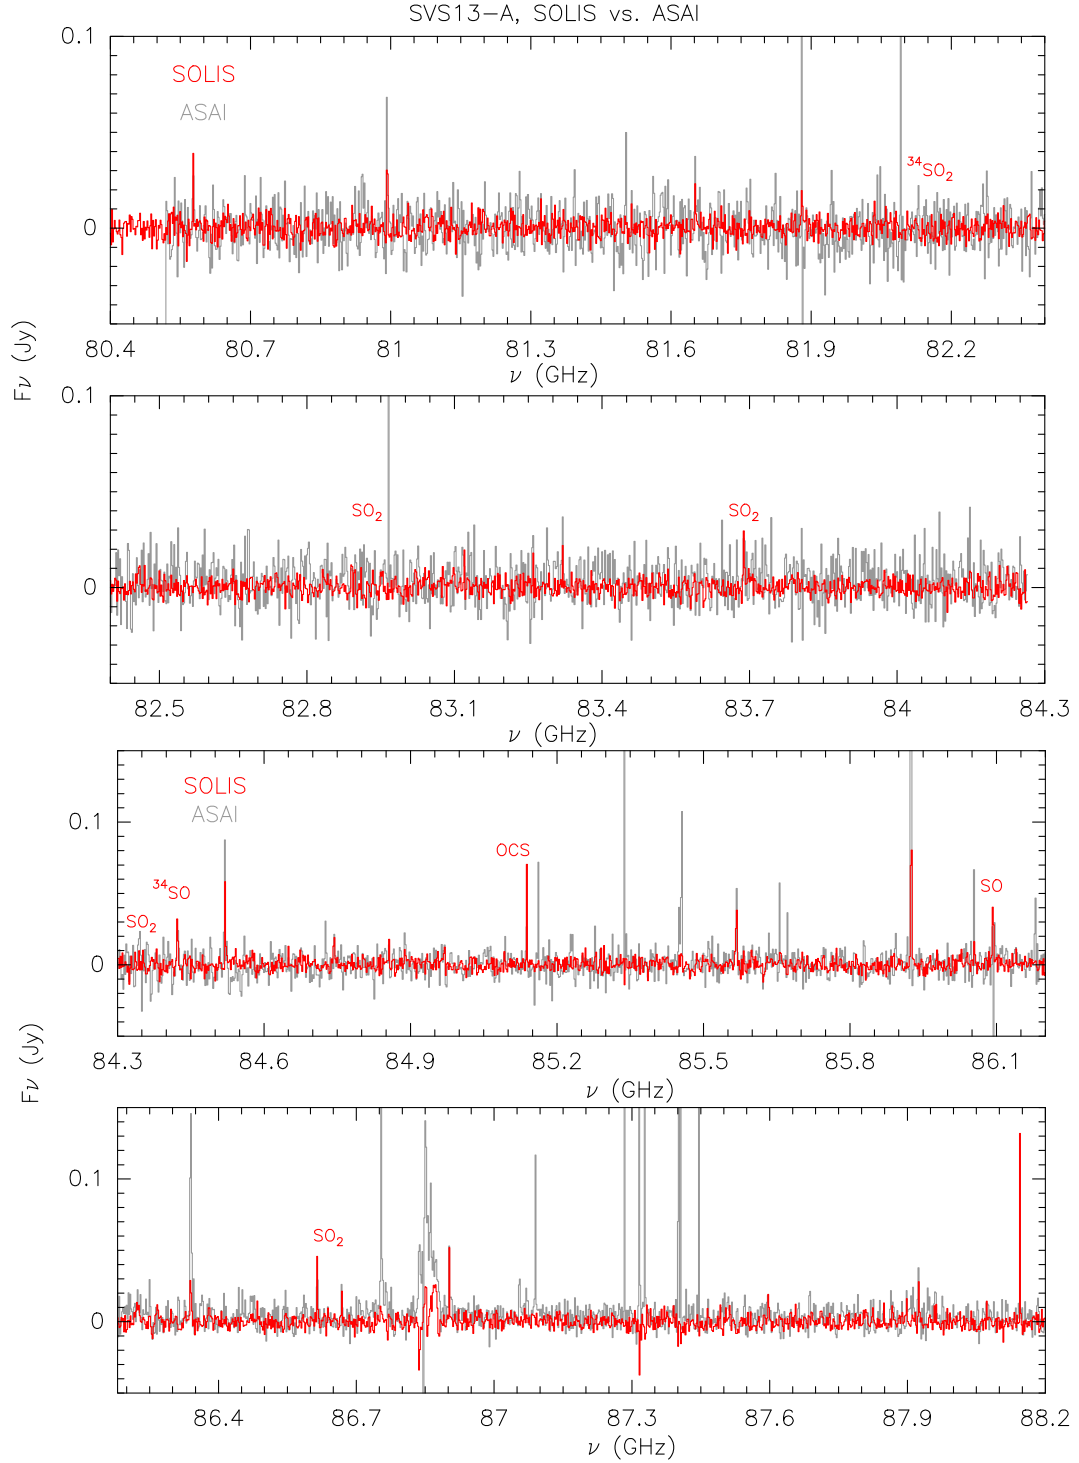 SVS13-A, SOLIS vs. ASAI
0.1
SOLIS
ASAI
³⁴SO₂
0
80.4 80.7 81 81.3 81.6 81.9 82.2
ν (GHz)
Fν (Jy)
0.1
SO₂ SO₂
0
82.5 82.8 83.1 83.4 83.7 84 84.3
ν (GHz)
SOLIS
ASAI
0.1
OCS
³⁴SO SO
SO₂
0
84.3 84.6 84.9 85.2 85.5 85.8 86.1
ν (GHz)
Fν (Jy)
0.1
SO₂
0
86.4 86.7 87 87.3 87.6 87.9 88.2
ν (GHz)